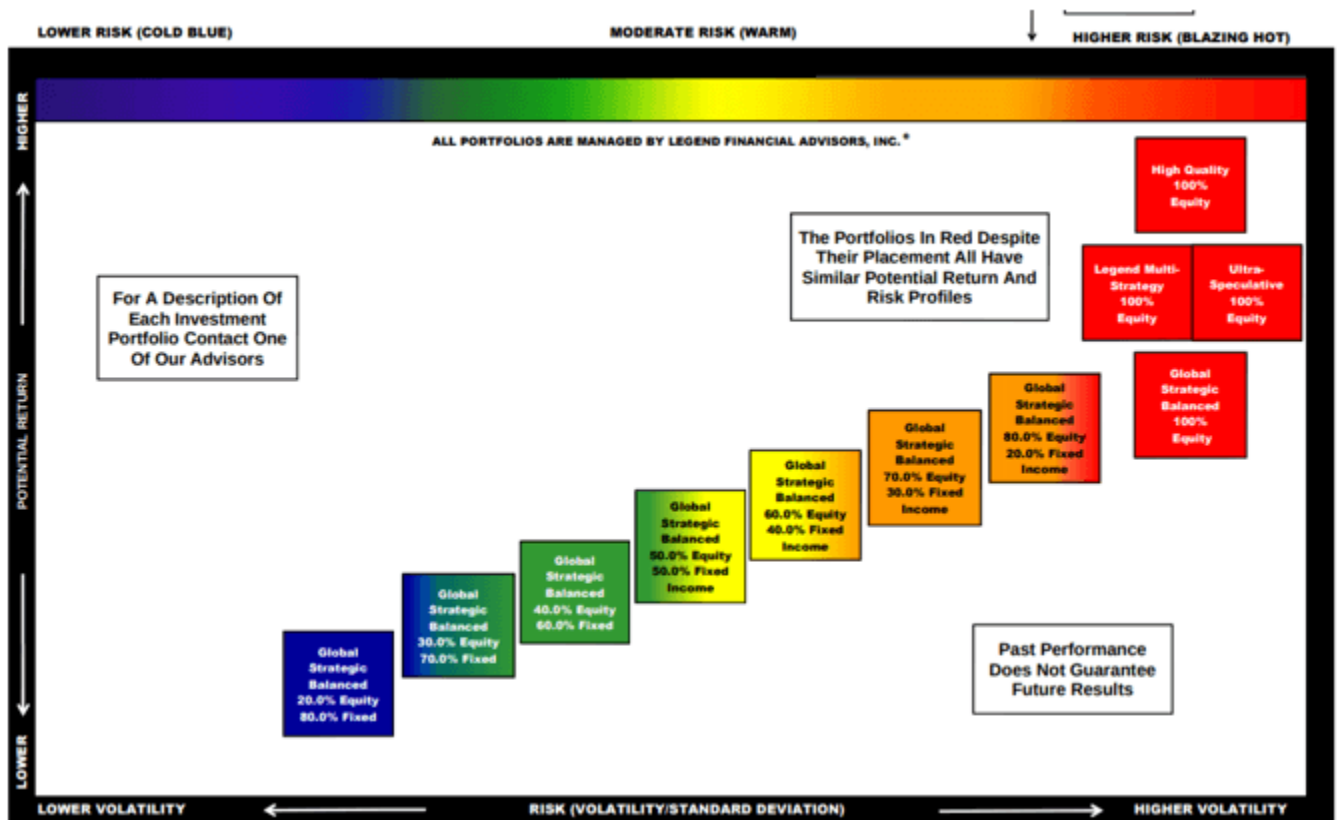 LOWER RISK (COLD BLUE)
MODERATE RISK (WARM)
HIGHER RISK (BLAZING HOT)
HIGHER
POTENTIAL RETURN
LOWER
ALL PORTFOLIOS ARE MANAGED BY LEGEND FINANCIAL ADVISORS, INC.*
High Quality
100%
Equity
The Portfolios In Red Despite
Their Placement All Have
Similar Potential Return And
Risk Profiles
Legend Multi-
Strategy
100%
Equity
Ultra-
Speculative
100%
Equity
For A Description Of
Each Investment
Portfolio Contact One
Of Our Advisors
Global
Strategic
Balanced
100%
Equity
Global
Strategic
Balanced
80.0% Equity
20.0% Fixed
Income
Global
Strategic
Balanced
70.0% Equity
30.0% Fixed
Income
Global
Strategic
Balanced
60.0% Equity
40.0% Fixed
Income
Global
Strategic
Balanced
50.0% Equity
50.0% Fixed
Income
Global
Strategic
Balanced
40.0% Equity
60.0% Fixed
Global
Strategic
Balanced
30.0% Equity
70.0% Fixed
Global
Strategic
Balanced
20.0% Equity
80.0% Fixed
Past Performance
Does Not Guarantee
Future Results
LOWER VOLATILITY
RISK (VOLATILITY/STANDARD DEVIATION)
HIGHER VOLATILITY